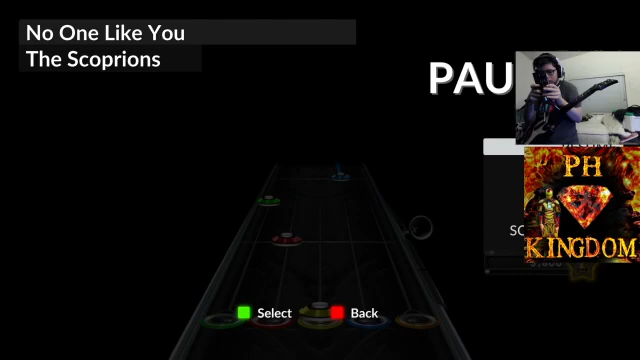 No One Like You
The Scoprions
PAU
PH
KINGDOM
Select
Back